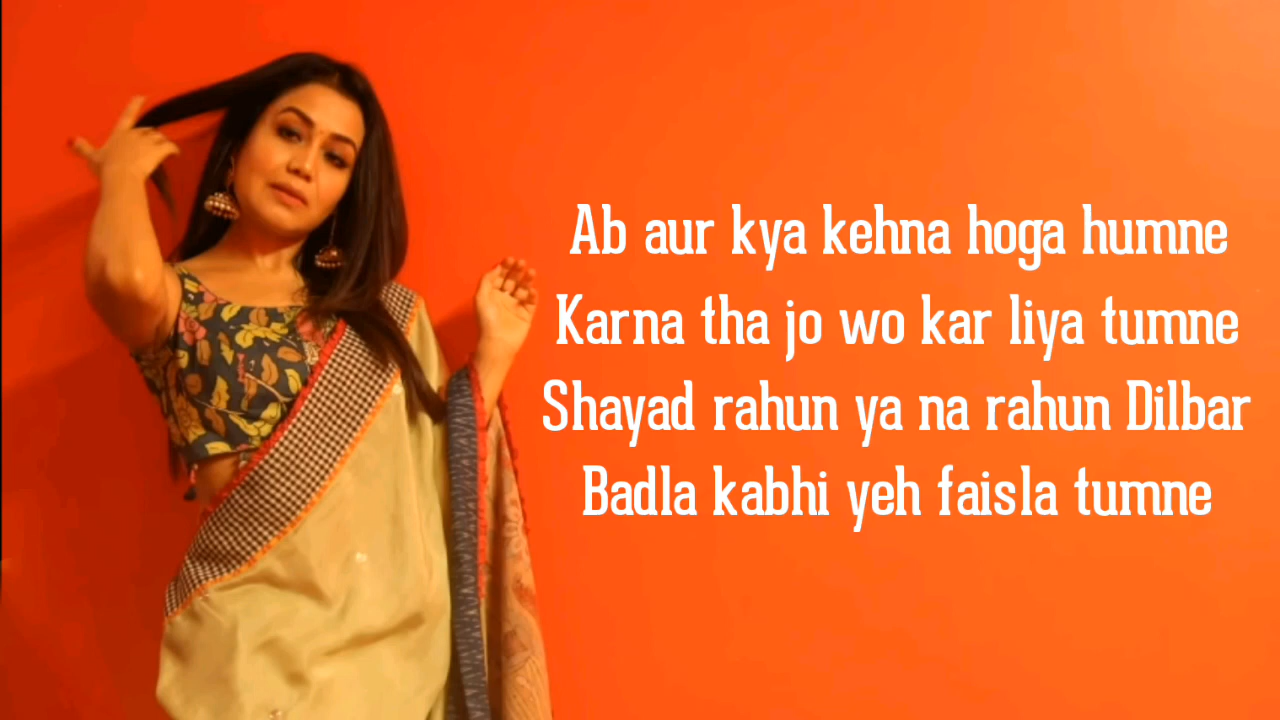 Ab aur kya kehna hoga humne
Karna tha jo wo kar liya tumne
Shayad rahun ya na rahun Dilbar
Badla kabhi yeh faisla tumne